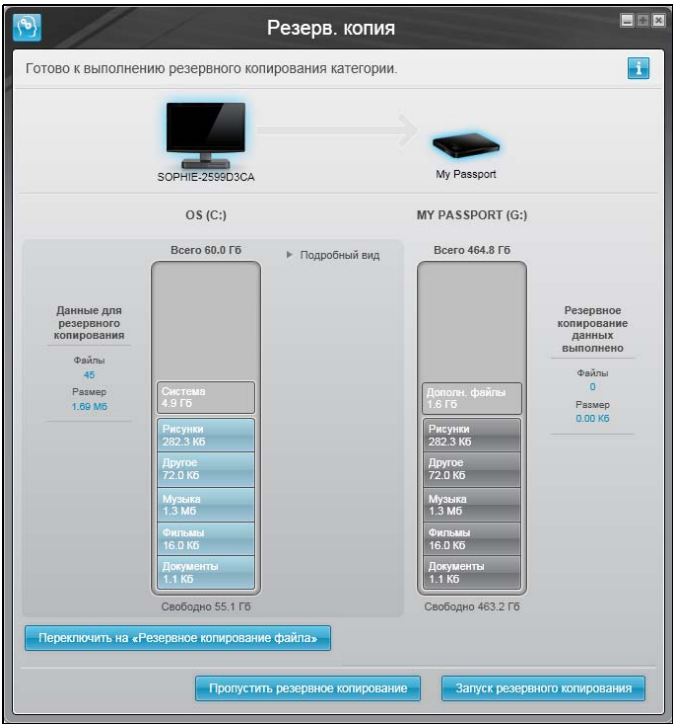 Резерв. копия
Готово к выполнению резервного копирования категории.
SOPHIE-2599D3CA
My Passport
OS (C:)
MY PASSPORT (G:)
Всего 60.0 Гб
Подробный вид
Всего 464.8 Гб
Данные для
резервного
копирования
Файлы
45
Размер
1.69 Мб
Система
4.9 Гб
Рисунки
282.3 Кб
Другое
72.0 Кб
Музыка
1.3 Мб
Фильмы
16.0 Кб
Документы
1.1 Кб
Свободно 55.1 Гб
Дополн. файлы
1.6 Гб
Рисунки
282.3 Кб
Другое
72.0 Кб
Музыка
1.3 Мб
Фильмы
16.0 Кб
Документы
1.1 Кб
Свободно 463.2 Гб
Резервное
копирование
данных
выполнено
Файлы
0
Размер
0.00 Кб
Переключить на «Резервное копирование файла»
Пропустить резервное копирование
Запуск резервного копирования